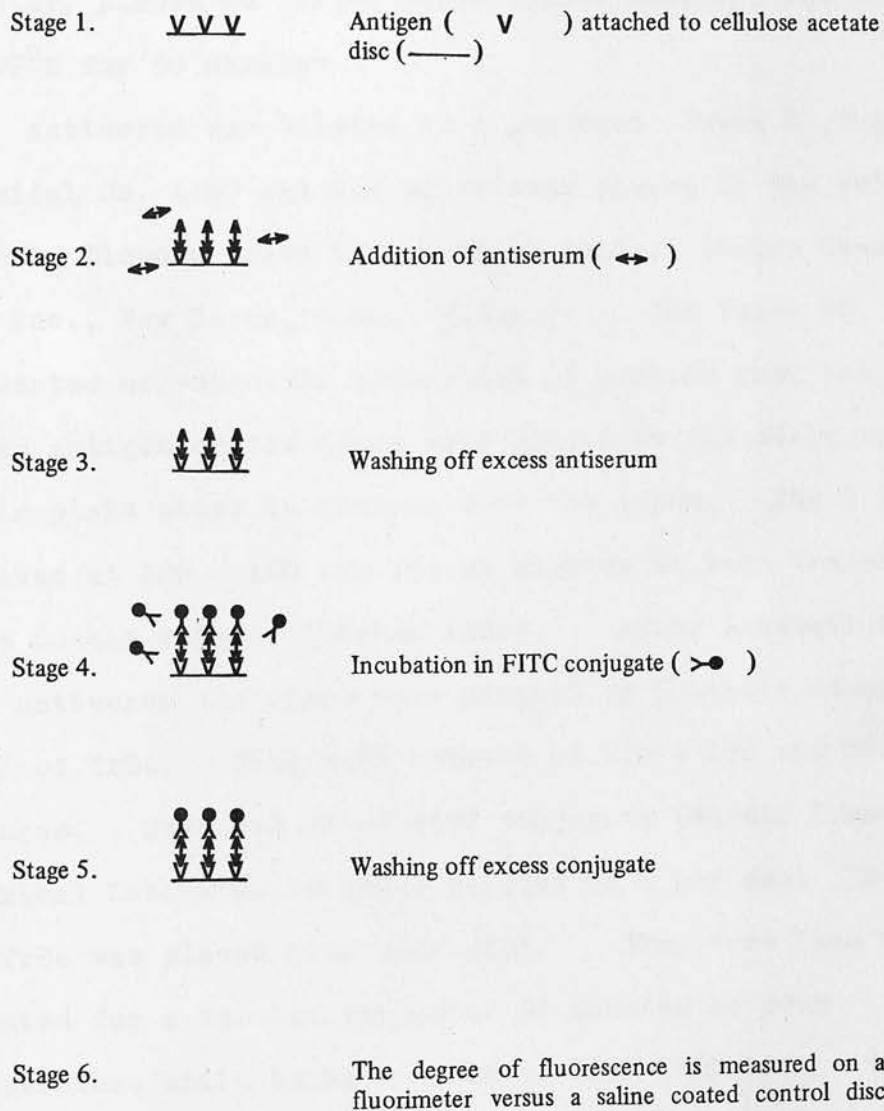 Stage 1. Antigen ( V ) attached to cellulose acetate
disc (——)
Stage 2. Addition of antiserum ( ↔ )
Stage 3. Washing off excess antiserum
Stage 4. Incubation in FITC conjugate ( >● )
Stage 5. Washing off excess conjugate
Stage 6. The degree of fluorescence is measured on a
fluorimeter versus a saline coated control disc